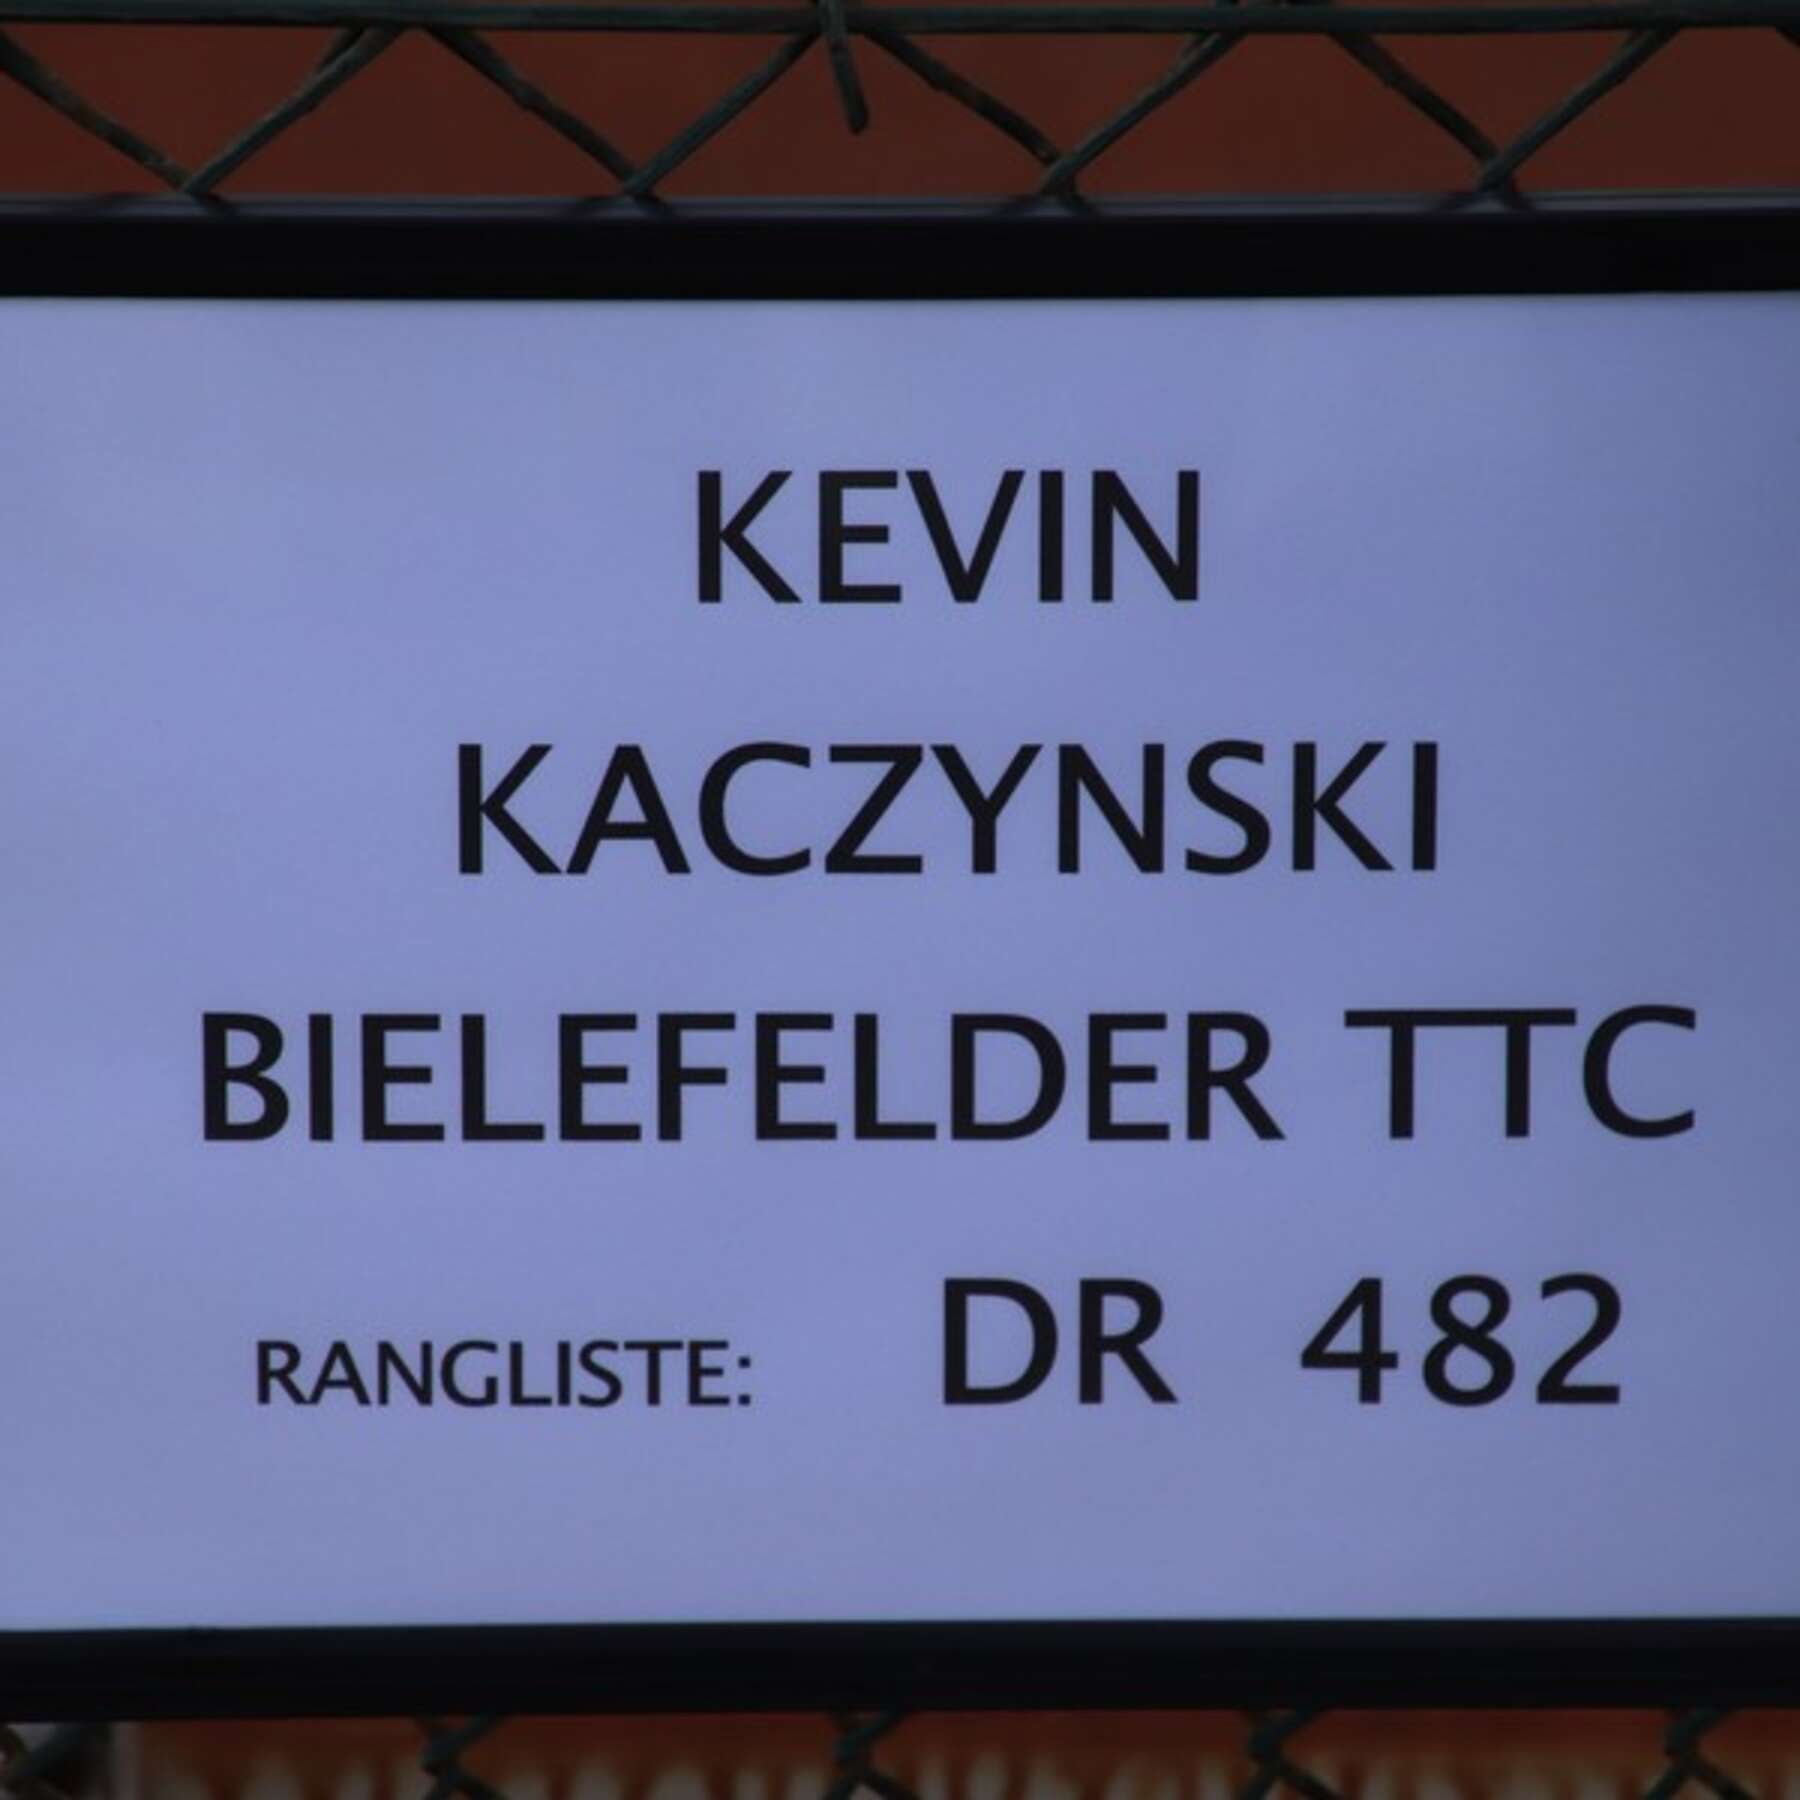 KEVIN
KACZYNSKI
BIELEFELDER TTC
RANGLISTE: DR 482